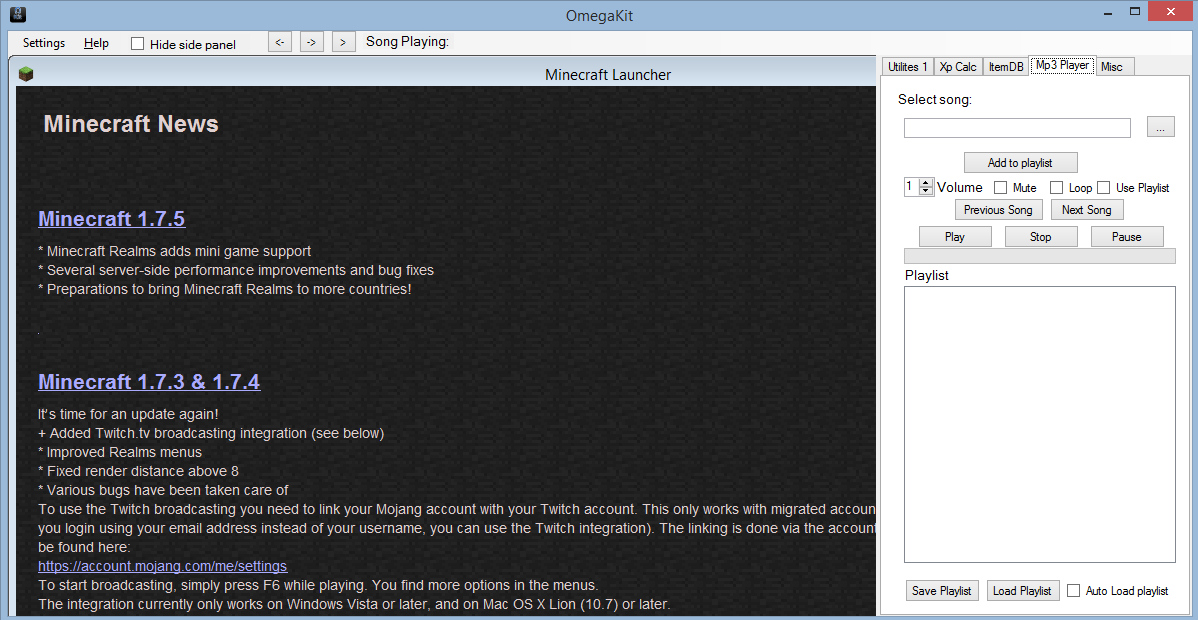 OmegaKit
Settings Help Hide side panel <- -> > Song Playing:
Minecraft Launcher
Minecraft News
Minecraft 1.7.5
* Minecraft Realms adds mini game support
* Several server-side performance improvements and bug fixes
* Preparations to bring Minecraft Realms to more countries!
.
Minecraft 1.7.3 & 1.7.4
It's time for an update again!
+ Added Twitch.tv broadcasting integration (see below)
* Improved Realms menus
* Fixed render distance above 8
* Various bugs have been taken care of
To use the Twitch broadcasting you need to link your Mojang account with your Twitch account. This only works with migrated accoun
you login using your email address instead of your username, you can use the Twitch integration). The linking is done via the account
be found here:
https://account.mojang.com/me/settings
To start broadcasting, simply press F6 while playing. You find more options in the menus.
The integration currently only works on Windows Vista or later, and on Mac OS X Lion (10.7) or later.
Utilites 1 Xp Calc ItemDB Mp3 Player Misc
Select song:
...
Add to playlist
1 Volume Mute Loop Use Playlist
Previous Song Next Song
Play Stop Pause
Playlist
Save Playlist Load Playlist Auto Load playlist